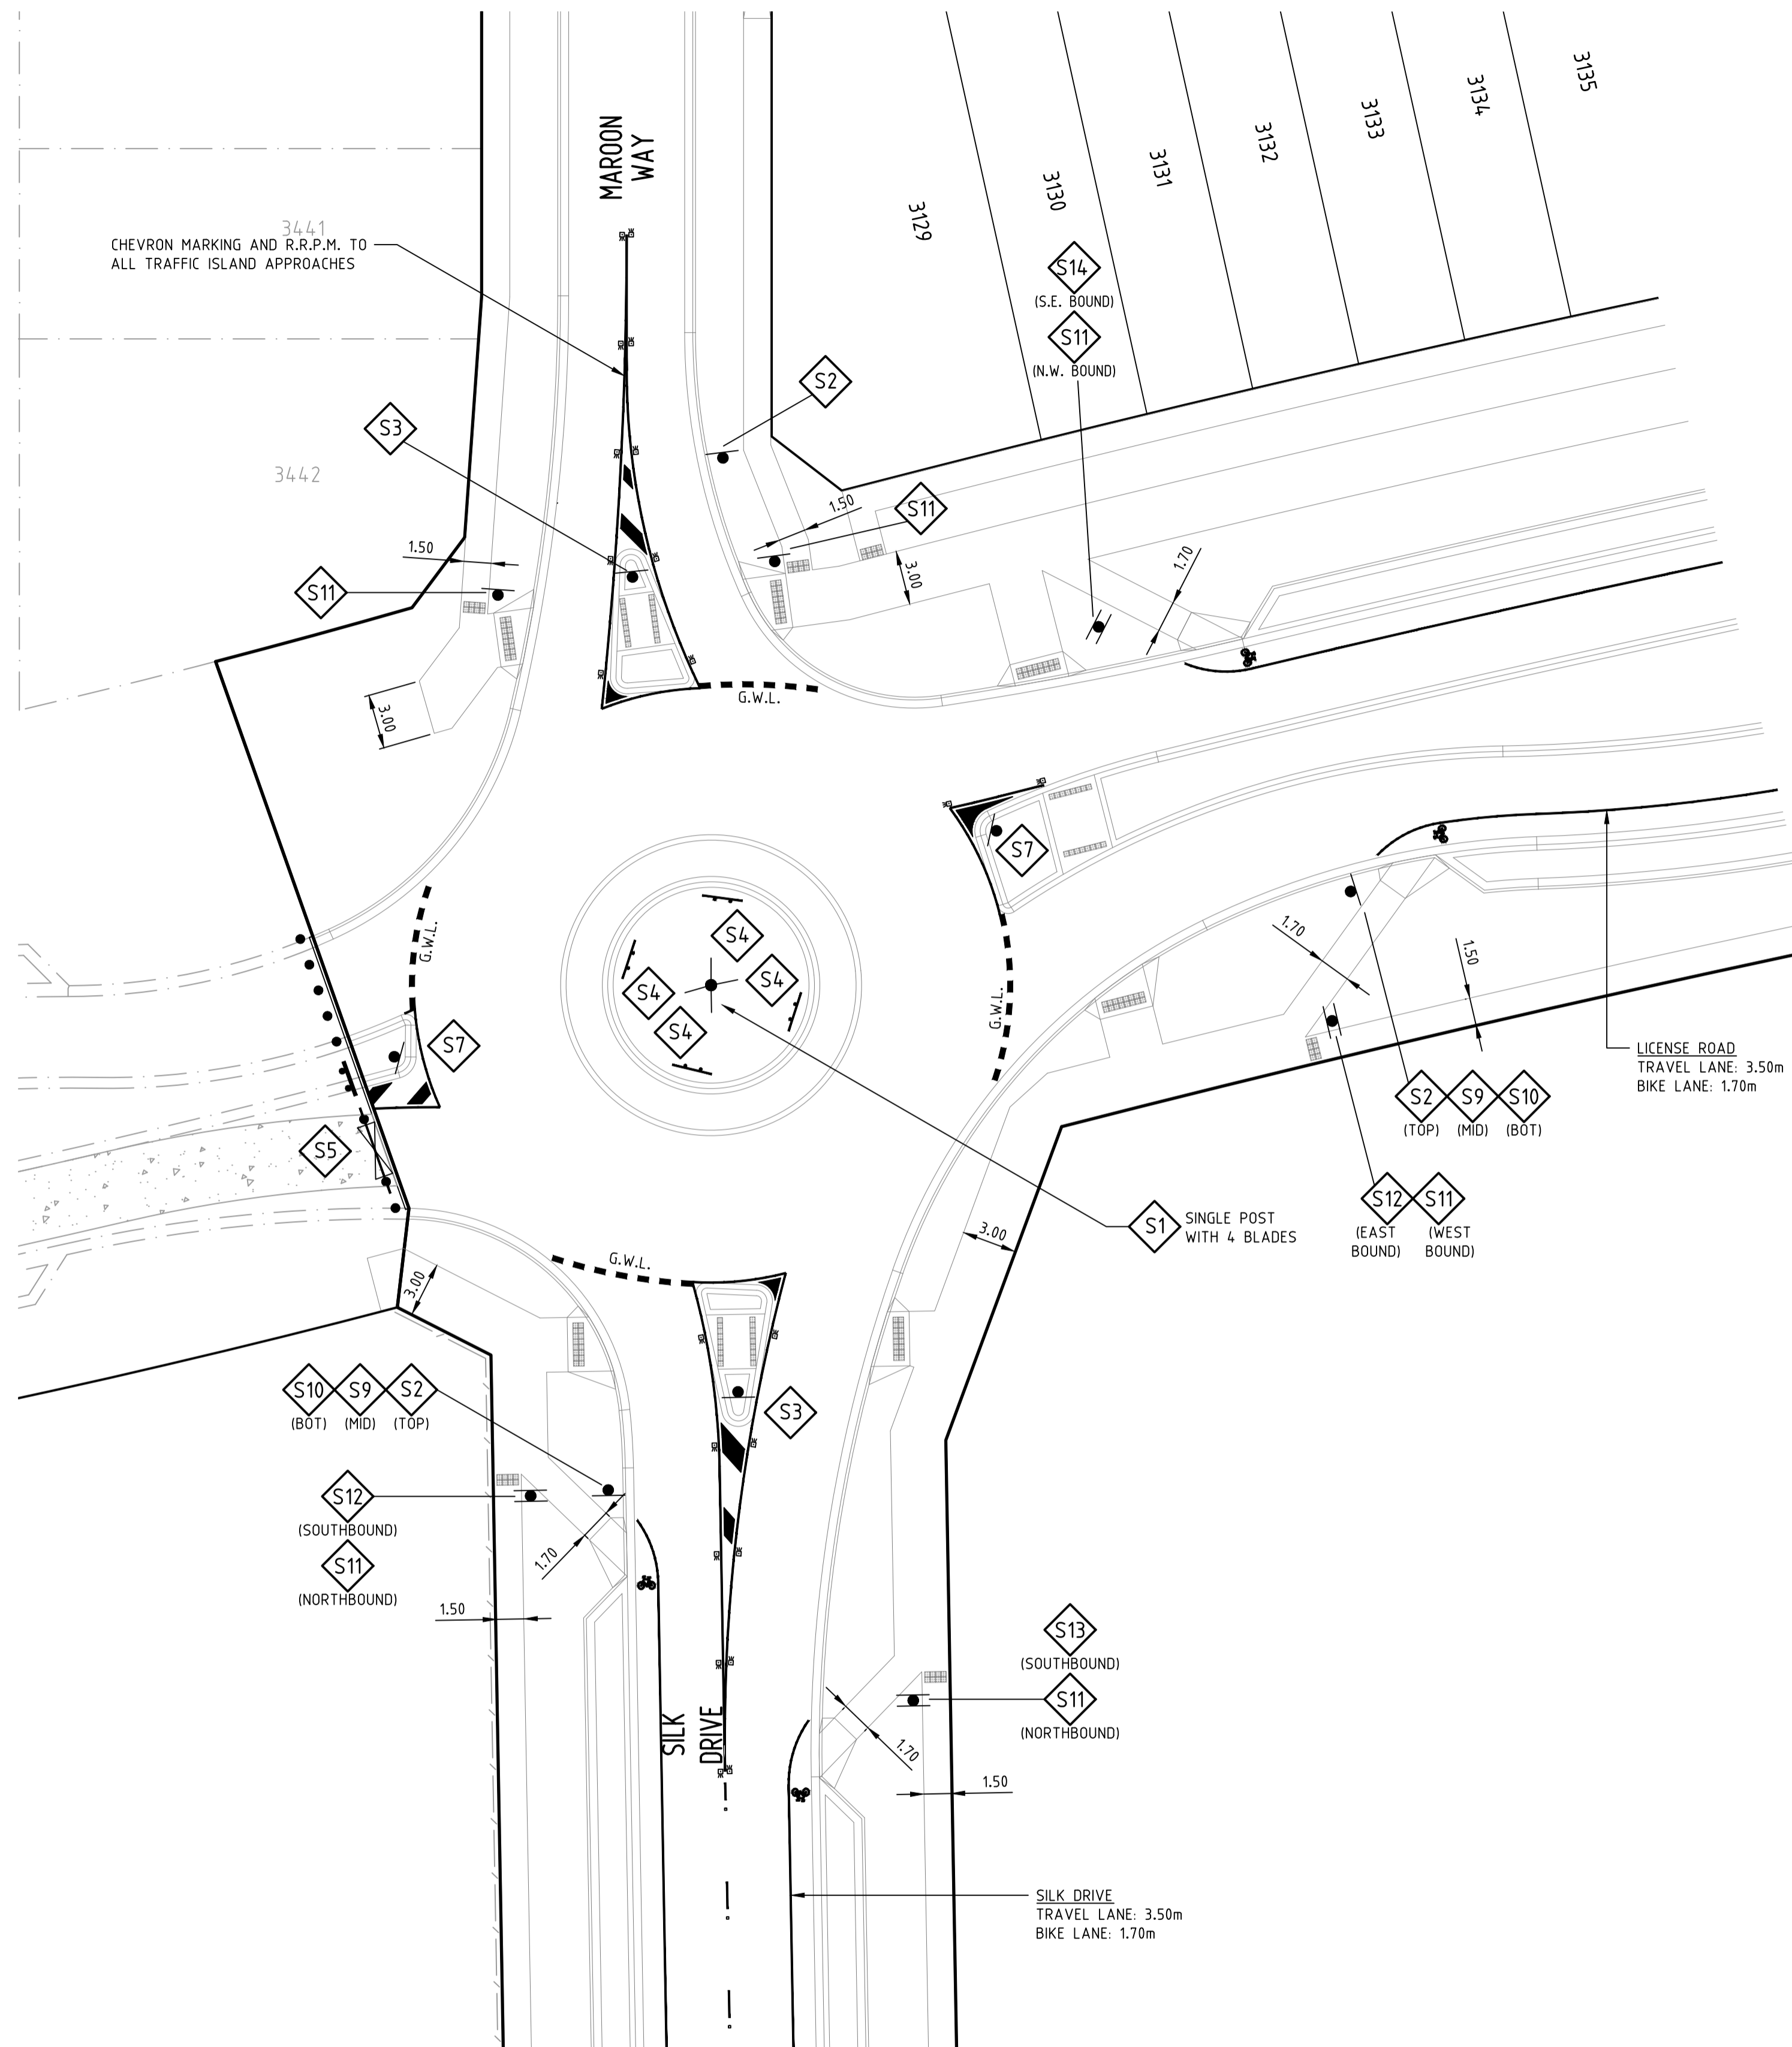 MAROON
WAY
3441
CHEVRON MARKING AND R.R.P.M. TO
ALL TRAFFIC ISLAND APPROACHES
3442
3129
3130
3131
3132
3133
3134
3135
S14
(S.E. BOUND)
S11
(N.W. BOUND)
S2
S3
S11
1.50
1.50
S11
3.00
1.70
3.00
G.W.L.
S7
G.W.L.
S4
S4
S4
S4
G.W.L.
S7
S5
1.70
1.50
LICENSE ROAD
TRAVEL LANE: 3.50m
BIKE LANE: 1.70m
S2 S9 S10
(TOP) (MID) (BOT)
S12 S11
(EAST (WEST
BOUND) BOUND)
S1 SINGLE POST
WITH 4 BLADES
3.00
G.W.L.
3.00
S10 S9 S2
(BOT) (MID) (TOP)
S3
S12
(SOUTHBOUND)
S11
(NORTHBOUND)
1.70
1.50
S13
(SOUTHBOUND)
S11
(NORTHBOUND)
SILK
DRIVE
1.70
1.50
SILK DRIVE
TRAVEL LANE: 3.50m
BIKE LANE: 1.70m